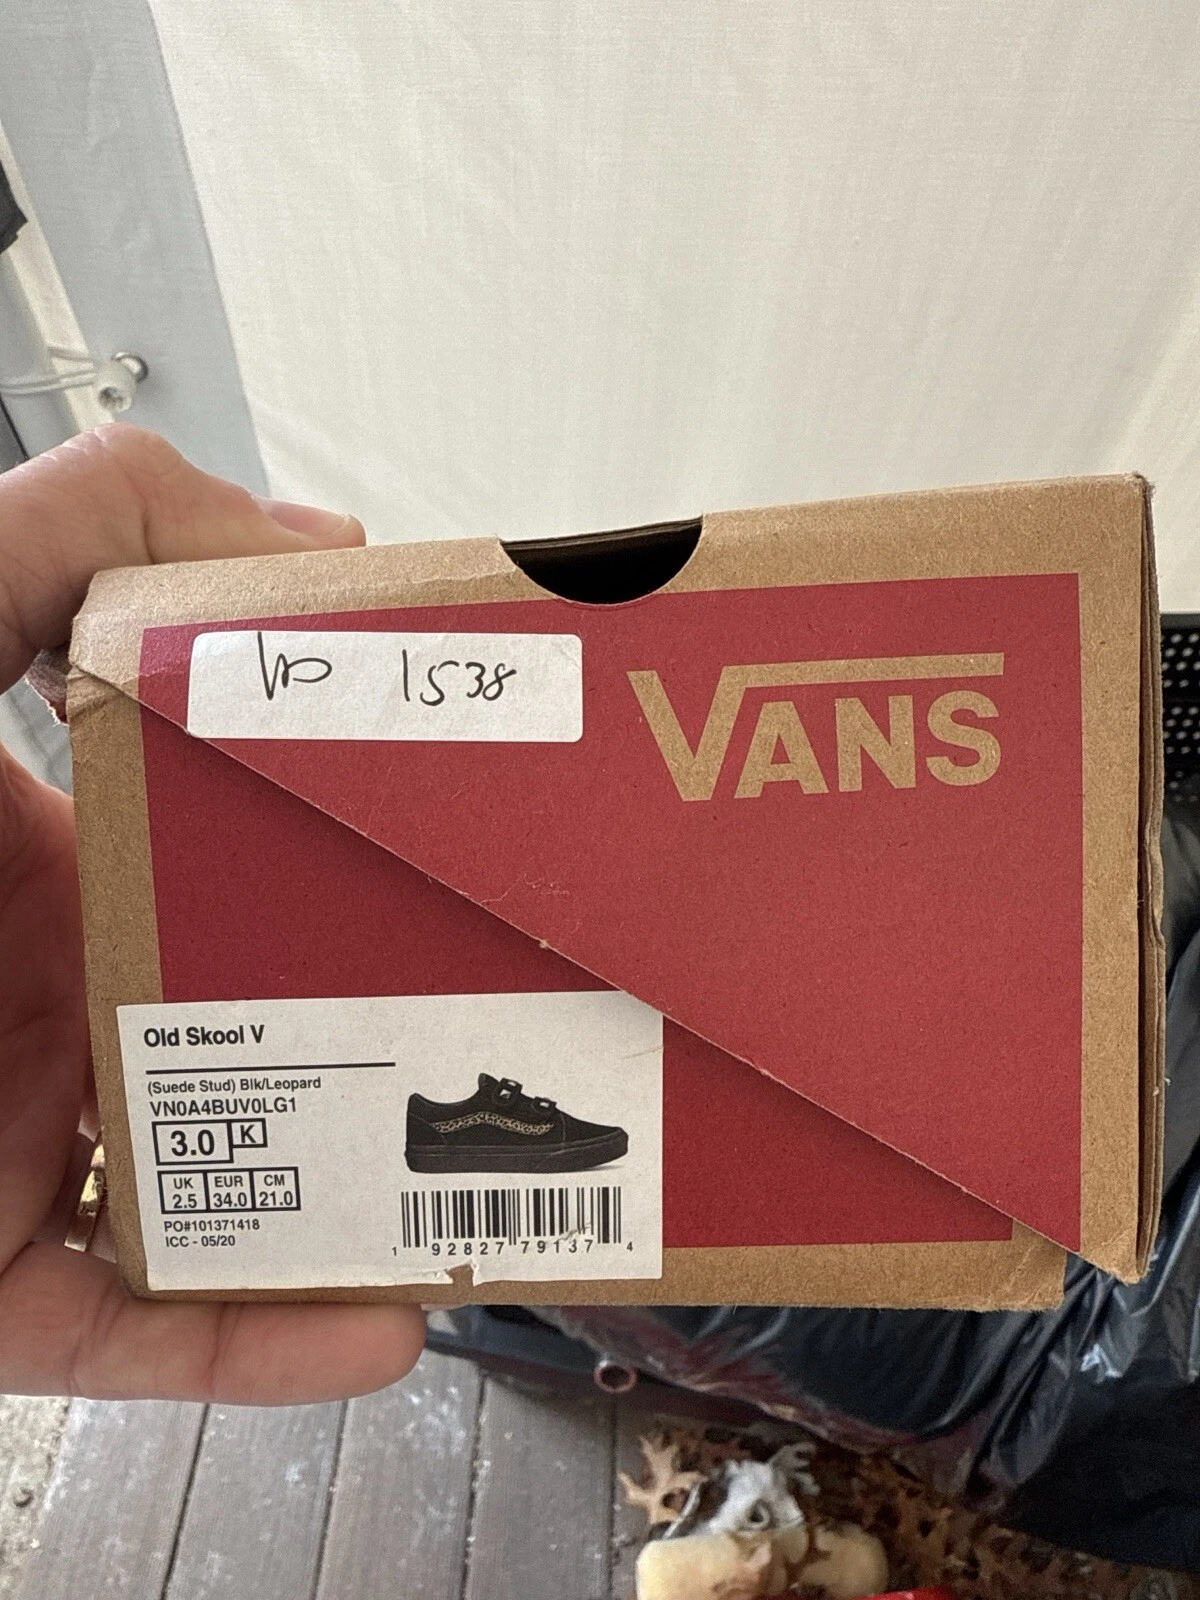 1538
VANS
Old Skool V
(Suede Stud) Blk/Leopard
VN0A4BUV0LG1
3.0 K
UK EUR CM
2.5 34.0 21.0
PO#101371418
ICC - 05/20
1 92827 79137 4